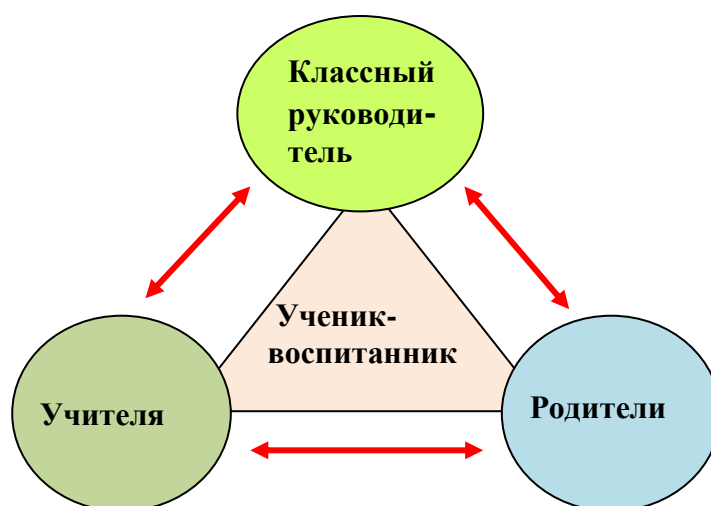 Классный
руководи-
тель
Ученик-
воспитанник
Учителя
Родители